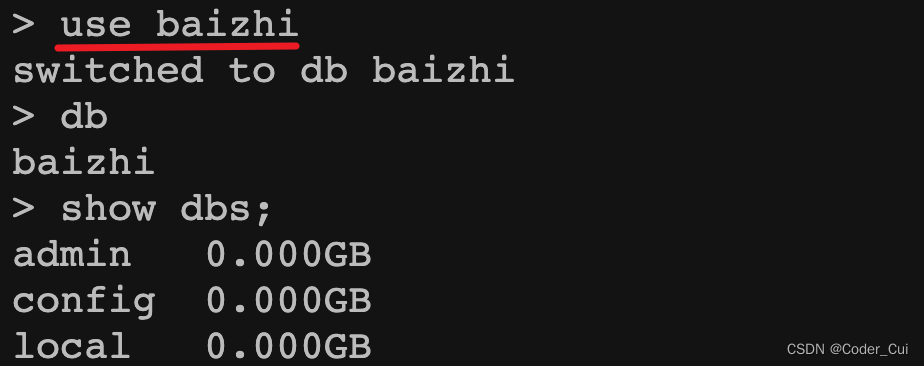 > use baizhi
switched to db baizhi
> db
baizhi
> show dbs;
admin   0.000GB
config  0.000GB
local   0.000GB
CSDN @Coder_Cui